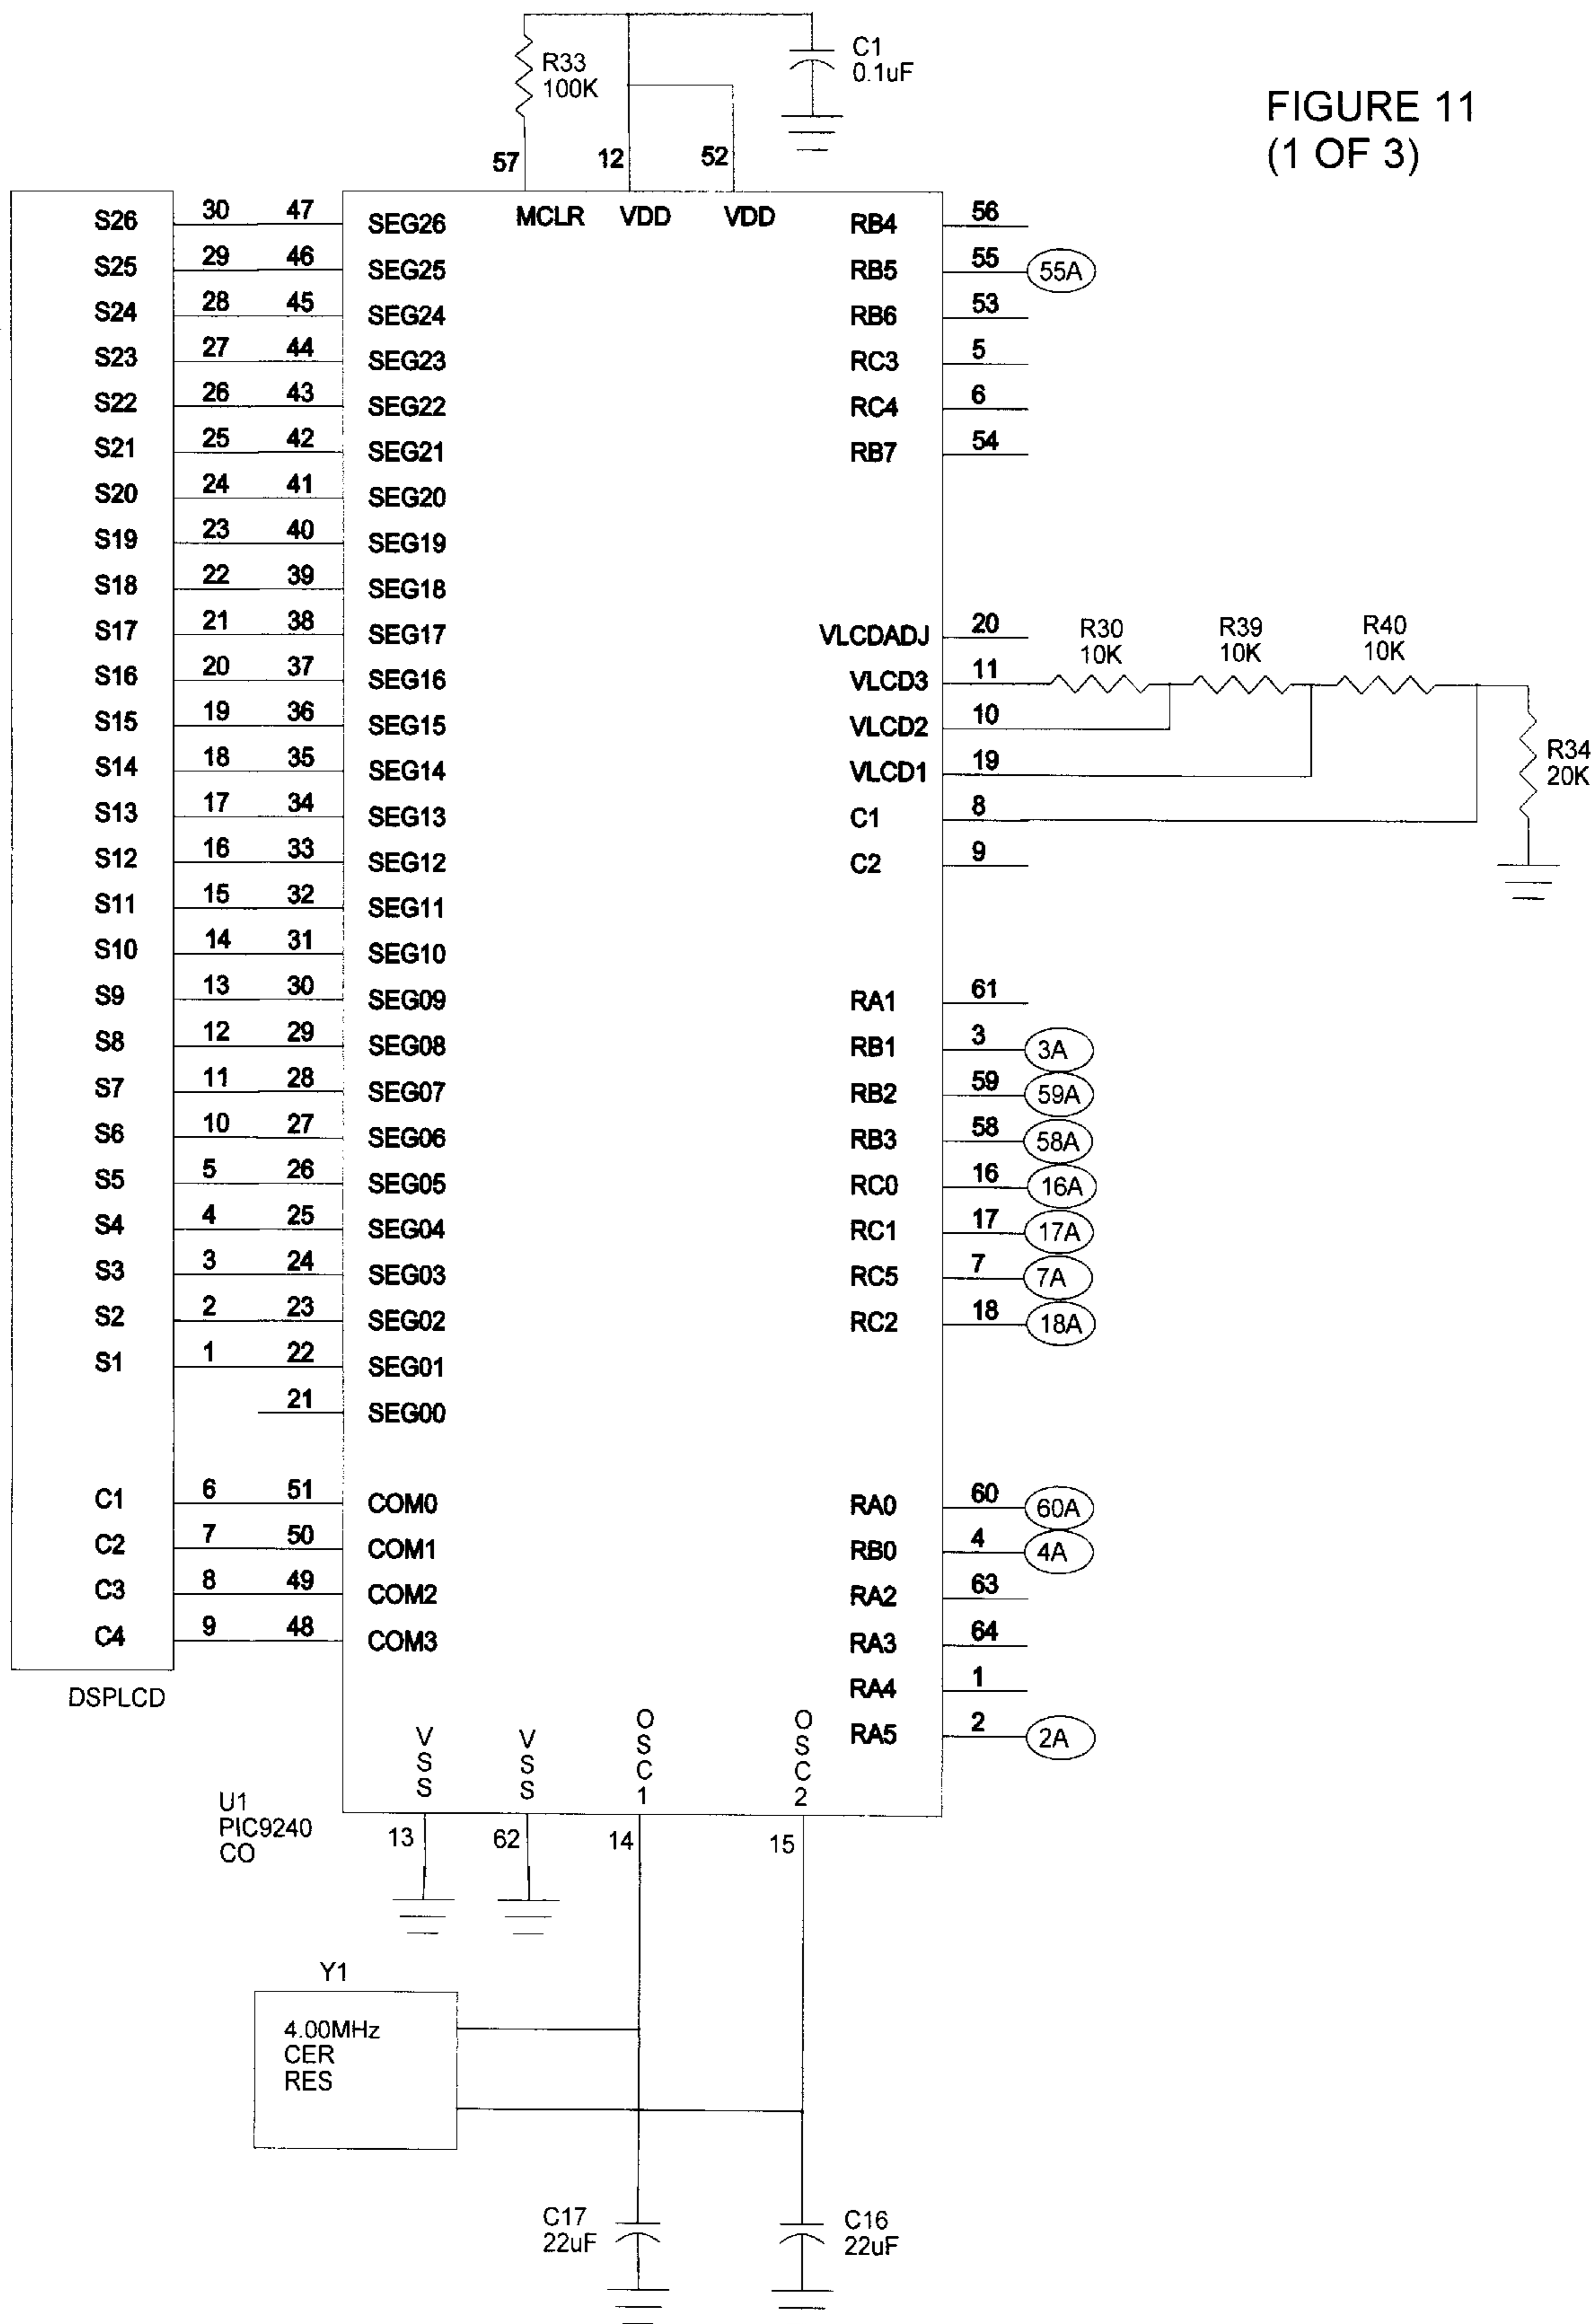 FIGURE 11
(1 OF 3)
R33
100K
C1
0.1uF
57 12 52
MCLR VDD VDD
S26 30 47 SEG26
S25 29 46 SEG25
S24 28 45 SEG24
S23 27 44 SEG23
S22 26 43 SEG22
S21 25 42 SEG21
S20 24 41 SEG20
S19 23 40 SEG19
S18 22 39 SEG18
S17 21 38 SEG17
S16 20 37 SEG16
S15 19 36 SEG15
S14 18 35 SEG14
S13 17 34 SEG13
S12 16 33 SEG12
S11 15 32 SEG11
S10 14 31 SEG10
S9 13 30 SEG09
S8 12 29 SEG08
S7 11 28 SEG07
S6 10 27 SEG06
S5 5 26 SEG05
S4 4 25 SEG04
S3 3 24 SEG03
S2 2 23 SEG02
S1 1 22 SEG01
21 SEG00
C1 6 51 COM0
C2 7 50 COM1
C3 8 49 COM2
C4 9 48 COM3
DSPLCD
RB4 56
RB5 55 55A
RB6 53
RC3 5
RC4 6
RB7 54
VLCDADJ 20
VLCD3 11
VLCD2 10
VLCD1 19
C1 8
C2 9
R30
10K
R39
10K
R40
10K
R34
20K
RA1 61
RB1 3 3A
RB2 59 59A
RB3 58 58A
RC0 16 16A
RC1 17 17A
RC5 7 7A
RC2 18 18A
RA0 60 60A
RB0 4 4A
RA2 63
RA3 64
RA4 1
RA5 2 2A
VSS VSS OSC1 OSC2
13 62 14 15
U1
PIC9240
CO
Y1
4.00MHz
CER
RES
C17
22uF
C16
22uF